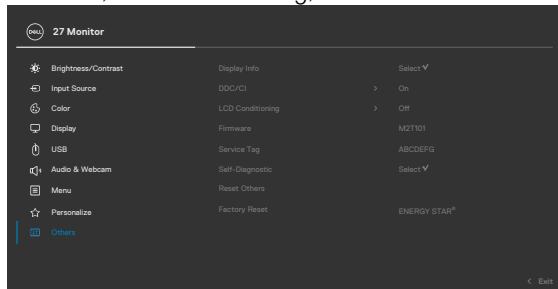 DELL 27 Monitor
Brightness/Contrast Display Info Select ✓
Input Source DDC/CI > On
Color LCD Conditioning > Off
Display Firmware M2T101
USB Service Tag ABCDEFG
Audio & Webcam Self-Diagnostic Select ✓
Menu Reset Others
Personalize Factory Reset ENERGY STAR®
Others
< Exit